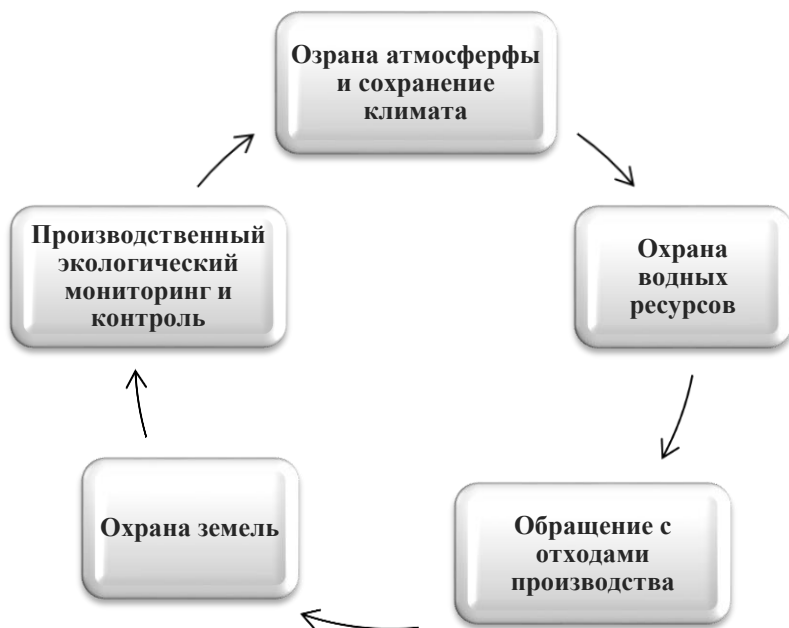 Озрана атмосферфы
и сохранение
климата
Охрана
водных
ресурсов
Обращение с
отходами
производства
Охрана земель
Производственный
экологический
мониторинг и
контроль